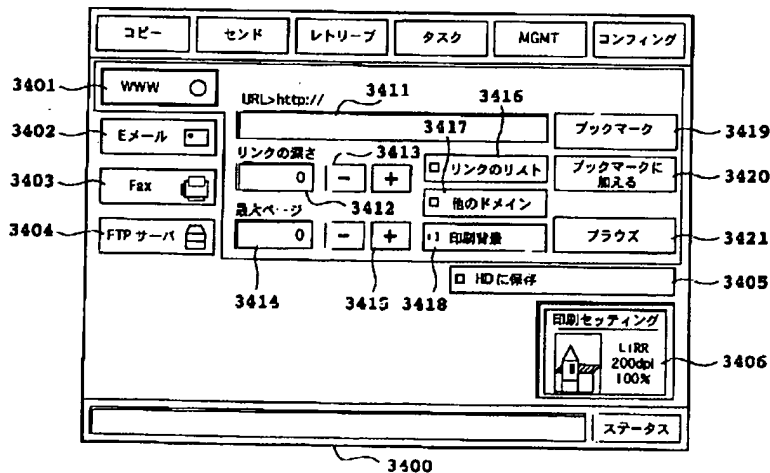 コピー
センド
レトリーブ
タスク
MGMT
コンフィング
3401
WWW
3402
Eメール
3403
Fax
3404
FTP サーバ
URL>http://
3411
3416
3417
ブックマーク
3419
リンクの深さ
3413
0
-
+
3412
リンクのリスト
ブックマークに
加える
3420
他のドメイン
最大ページ
0
-
+
印刷背景
ブラウズ
3421
3414
3415
3418
HDに保存
3405
印刷セッティング
LTRR
200dpi
100%
3406
ステータス
3400